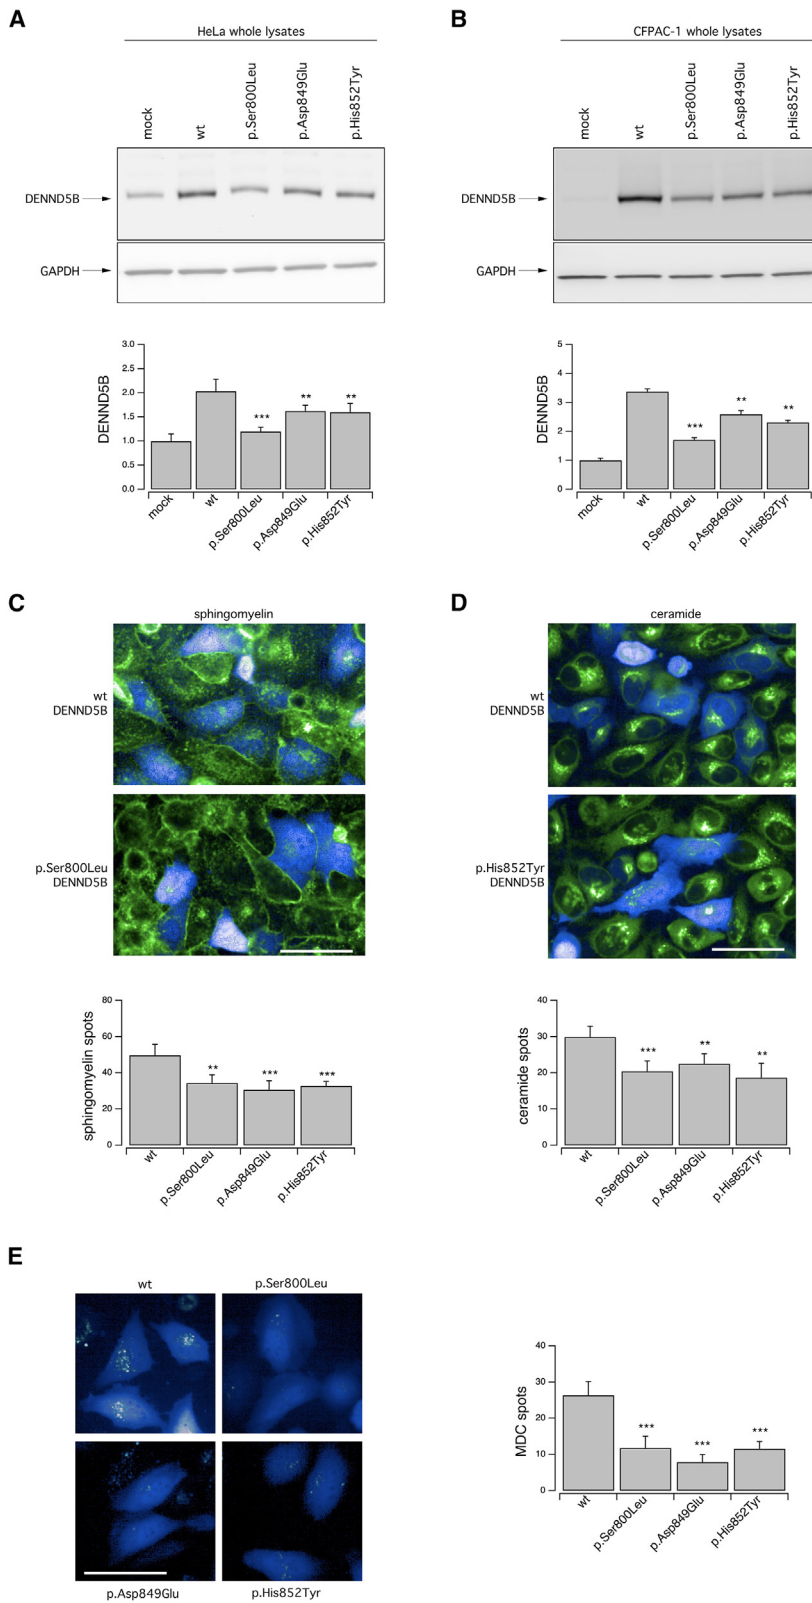 A
HeLa whole lysates
mock
wt
p.Ser800Leu
p.Asp849Glu
p.His852Tyr
DENND5B
GAPDH
3.0
2.5
2.0
1.5
1.0
0.5
0.0
DENND5B
***
**
**
mock
wt
p.Ser800Leu
p.Asp849Glu
p.His852Tyr
B
CFPAC-1 whole lysates
mock
wt
p.Ser800Leu
p.Asp849Glu
p.His852Tyr
DENND5B
GAPDH
5
4
3
2
1
0
DENND5B
***
**
**
mock
wt
p.Ser800Leu
p.Asp849Glu
p.His852Tyr
C
sphingomyelin
wt
DENND5B
p.Ser800Leu
DENND5B
80
60
40
20
0
sphingomyelin spots
**
***
***
wt
p.Ser800Leu
p.Asp849Glu
p.His852Tyr
D
ceramide
wt
DENND5B
p.His852Tyr
DENND5B
40
30
20
10
0
ceramide spots
***
**
**
wt
p.Ser800Leu
p.Asp849Glu
p.His852Tyr
E
wt
p.Ser800Leu
p.Asp849Glu
p.His852Tyr
40
30
20
10
0
MDC spots
***
***
***
wt
p.Ser800Leu
p.Asp849Glu
p.His852Tyr